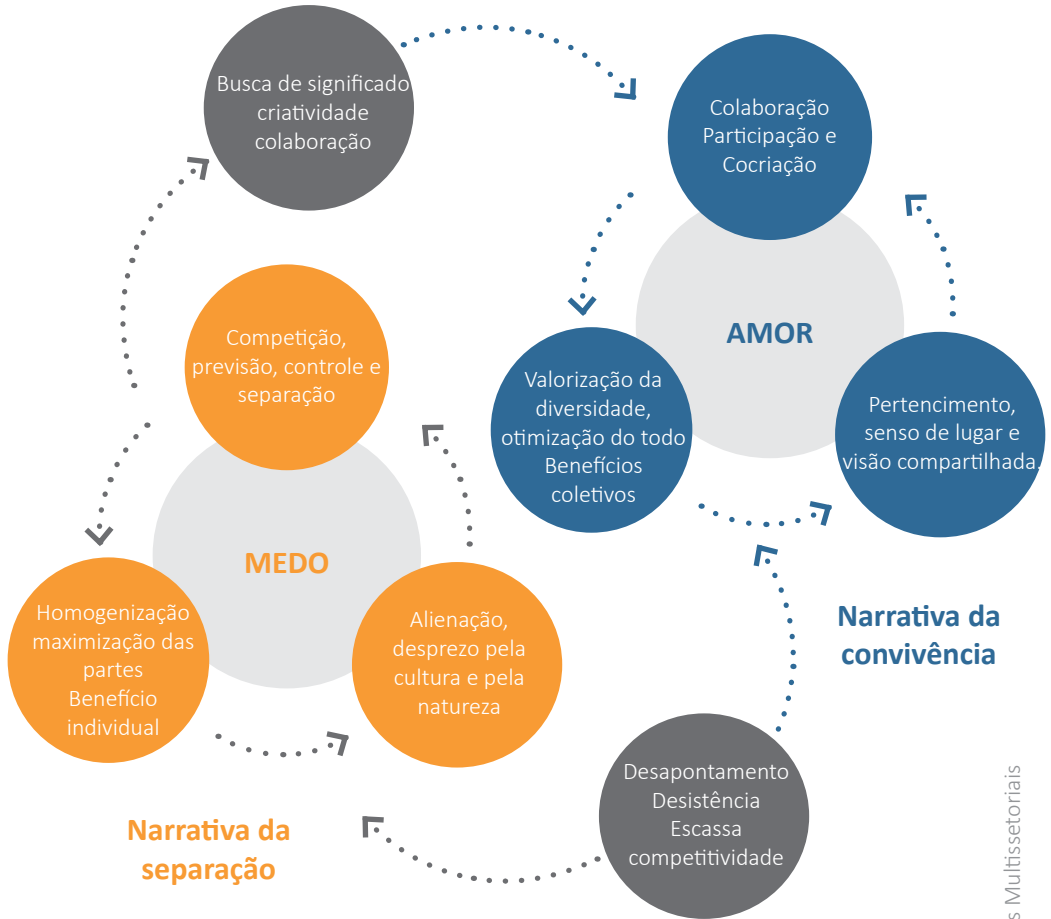 Busca de significado
criatividade
colaboração
Colaboração
Participação e
Cocriação
AMOR
Valorização da
diversidade,
otimização do todo
Benefícios
coletivos
Pertencimento,
senso de lugar e
visão compartilhada.
Narrativa da
convivência
Competição,
previsão, controle e
separação
MEDO
Homogenização
maximização das
partes
Benefício
individual
Alienação,
desprezo pela
cultura e pela
natureza
Narrativa da
separação
Desapontamento
Desistência
Escassa
competitividade
s Multissetoriais